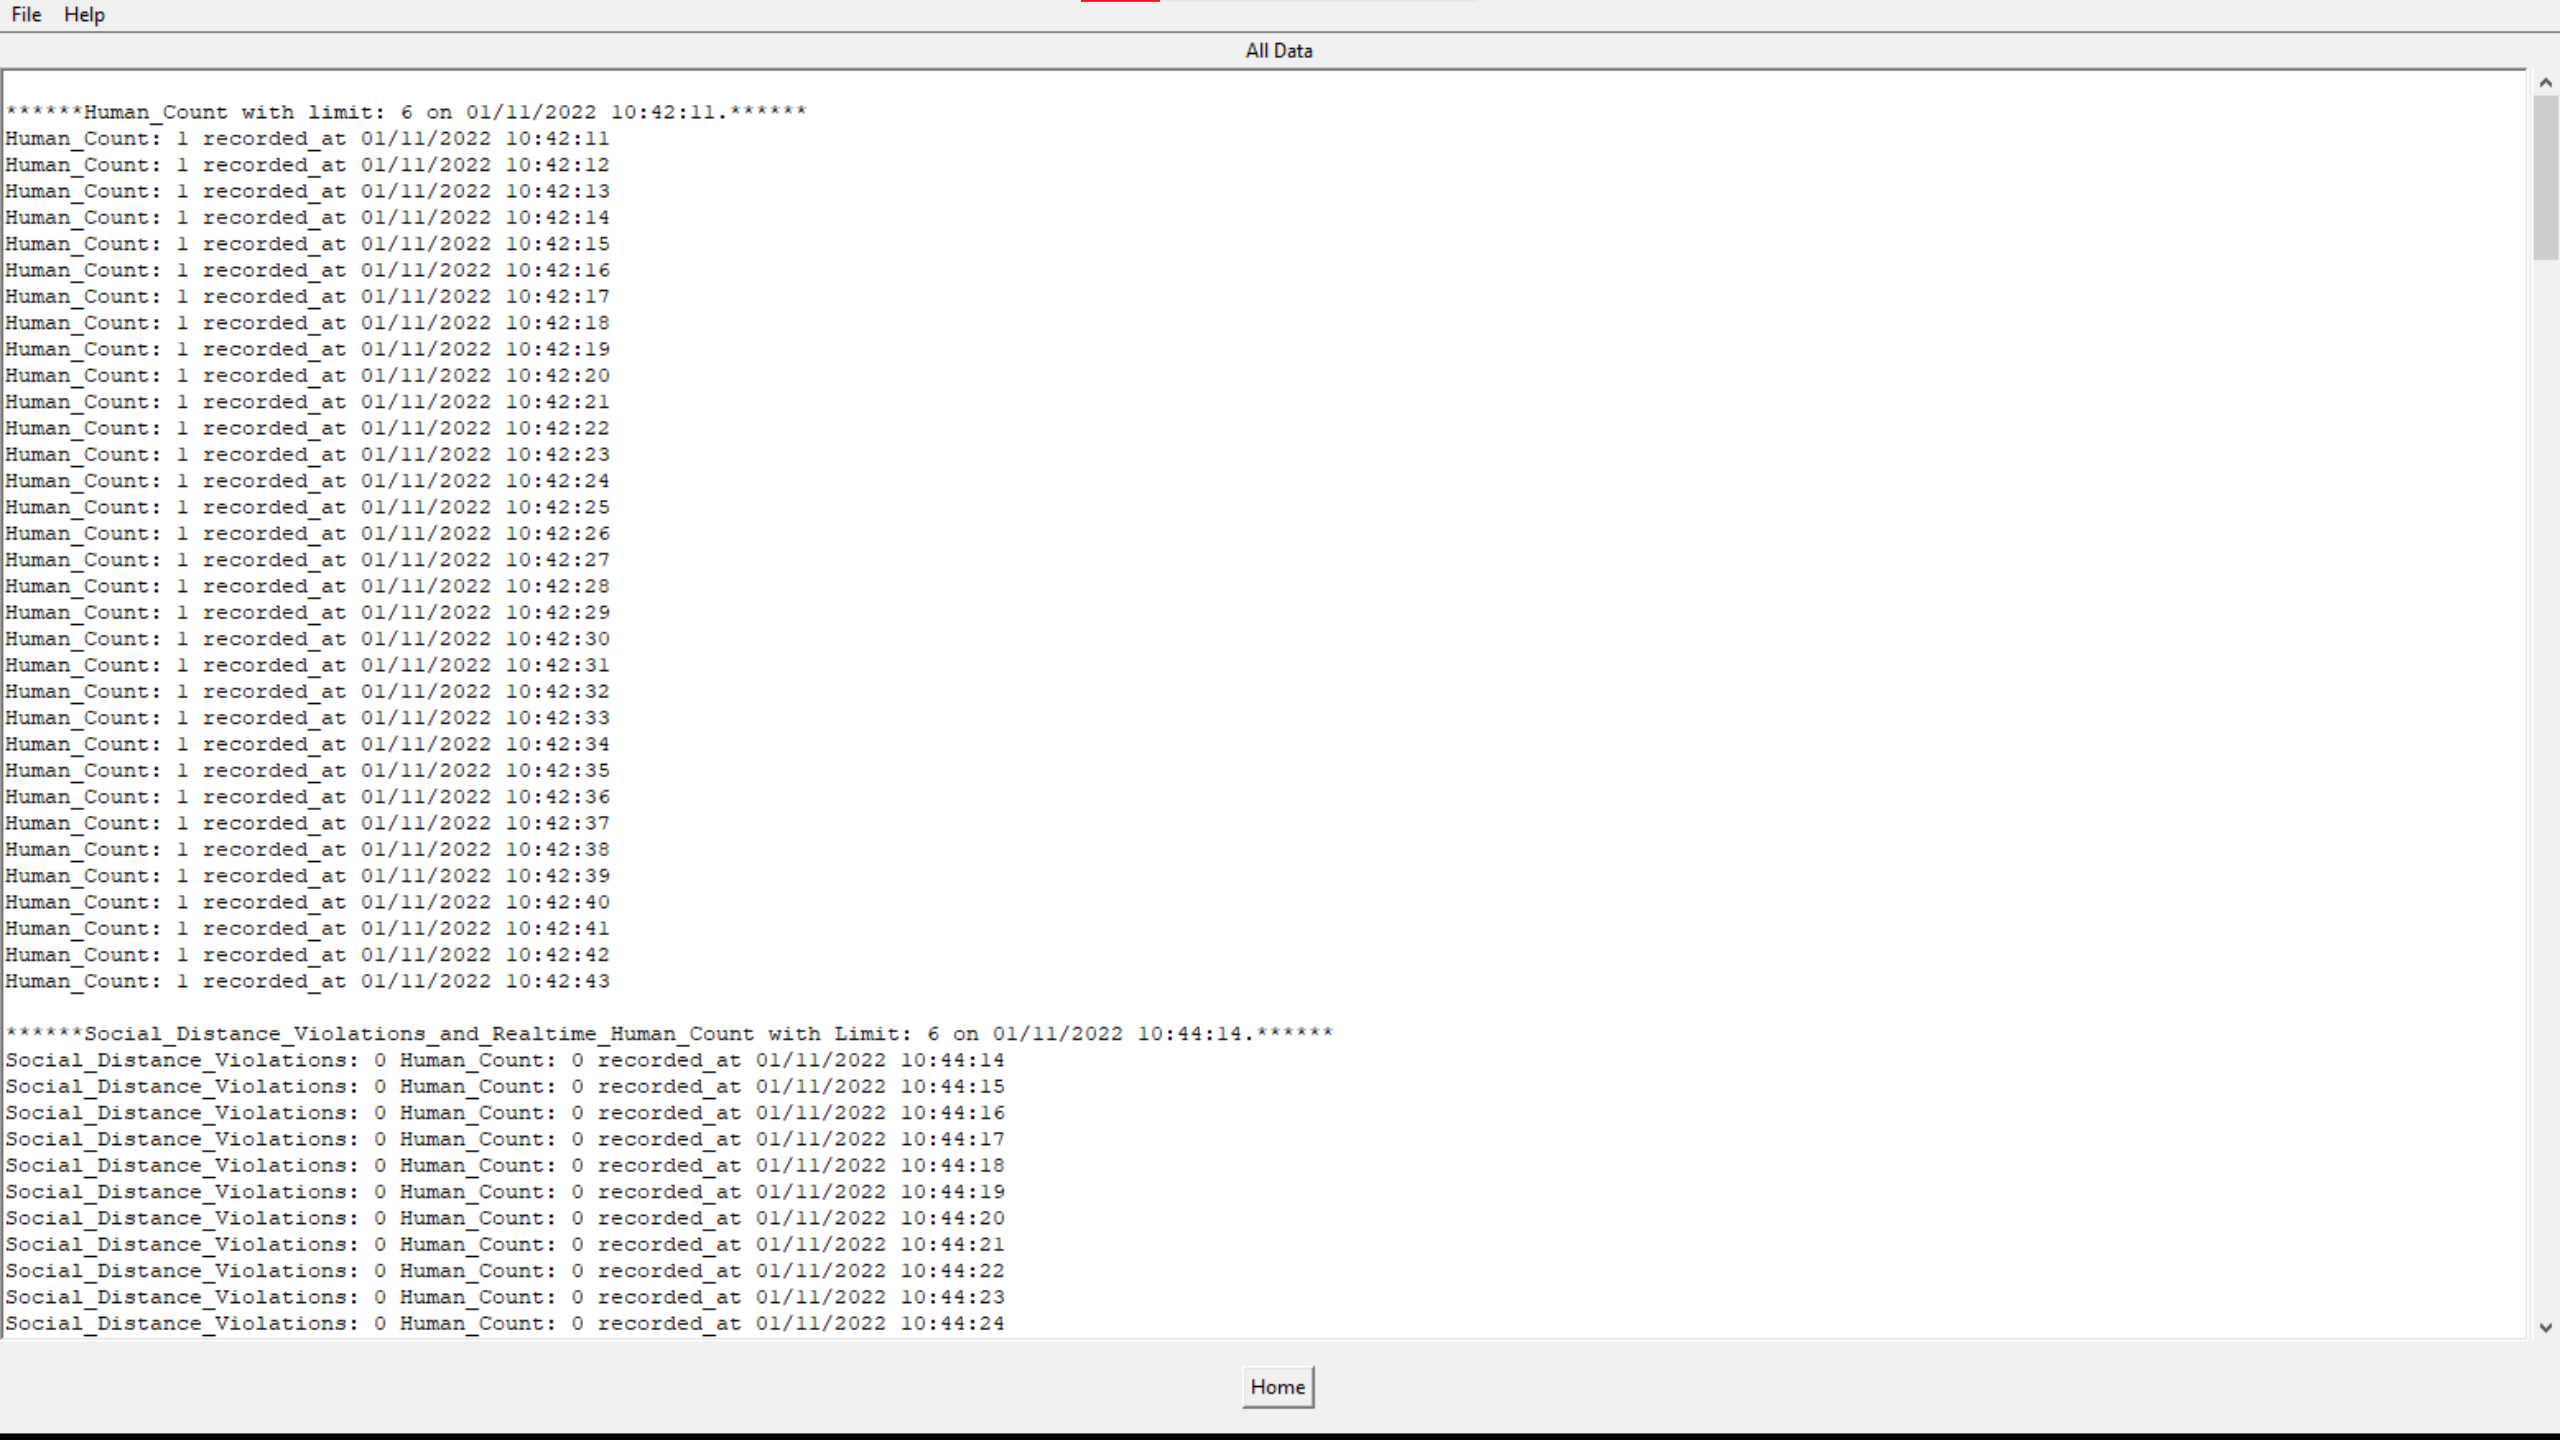 File Help
All Data
******Human_Count with limit: 6 on 01/11/2022 10:42:11.******
Human_Count: 1 recorded_at 01/11/2022 10:42:11
Human_Count: 1 recorded_at 01/11/2022 10:42:12
Human_Count: 1 recorded_at 01/11/2022 10:42:13
Human_Count: 1 recorded_at 01/11/2022 10:42:14
Human_Count: 1 recorded_at 01/11/2022 10:42:15
Human_Count: 1 recorded_at 01/11/2022 10:42:16
Human_Count: 1 recorded_at 01/11/2022 10:42:17
Human_Count: 1 recorded_at 01/11/2022 10:42:18
Human_Count: 1 recorded_at 01/11/2022 10:42:19
Human_Count: 1 recorded_at 01/11/2022 10:42:20
Human_Count: 1 recorded_at 01/11/2022 10:42:21
Human_Count: 1 recorded_at 01/11/2022 10:42:22
Human_Count: 1 recorded_at 01/11/2022 10:42:23
Human_Count: 1 recorded_at 01/11/2022 10:42:24
Human_Count: 1 recorded_at 01/11/2022 10:42:25
Human_Count: 1 recorded_at 01/11/2022 10:42:26
Human_Count: 1 recorded_at 01/11/2022 10:42:27
Human_Count: 1 recorded_at 01/11/2022 10:42:28
Human_Count: 1 recorded_at 01/11/2022 10:42:29
Human_Count: 1 recorded_at 01/11/2022 10:42:30
Human_Count: 1 recorded_at 01/11/2022 10:42:31
Human_Count: 1 recorded_at 01/11/2022 10:42:32
Human_Count: 1 recorded_at 01/11/2022 10:42:33
Human_Count: 1 recorded_at 01/11/2022 10:42:34
Human_Count: 1 recorded_at 01/11/2022 10:42:35
Human_Count: 1 recorded_at 01/11/2022 10:42:36
Human_Count: 1 recorded_at 01/11/2022 10:42:37
Human_Count: 1 recorded_at 01/11/2022 10:42:38
Human_Count: 1 recorded_at 01/11/2022 10:42:39
Human_Count: 1 recorded_at 01/11/2022 10:42:40
Human_Count: 1 recorded_at 01/11/2022 10:42:41
Human_Count: 1 recorded_at 01/11/2022 10:42:42
Human_Count: 1 recorded_at 01/11/2022 10:42:43
******Social_Distance_Violations_and_Realtime_Human_Count with Limit: 6 on 01/11/2022 10:44:14.******
Social_Distance_Violations: 0 Human_Count: 0 recorded_at 01/11/2022 10:44:14
Social_Distance_Violations: 0 Human_Count: 0 recorded_at 01/11/2022 10:44:15
Social_Distance_Violations: 0 Human_Count: 0 recorded_at 01/11/2022 10:44:16
Social_Distance_Violations: 0 Human_Count: 0 recorded_at 01/11/2022 10:44:17
Social_Distance_Violations: 0 Human_Count: 0 recorded_at 01/11/2022 10:44:18
Social_Distance_Violations: 0 Human_Count: 0 recorded_at 01/11/2022 10:44:19
Social_Distance_Violations: 0 Human_Count: 0 recorded_at 01/11/2022 10:44:20
Social_Distance_Violations: 0 Human_Count: 0 recorded_at 01/11/2022 10:44:21
Social_Distance_Violations: 0 Human_Count: 0 recorded_at 01/11/2022 10:44:22
Social_Distance_Violations: 0 Human_Count: 0 recorded_at 01/11/2022 10:44:23
Social_Distance_Violations: 0 Human_Count: 0 recorded_at 01/11/2022 10:44:24
Home